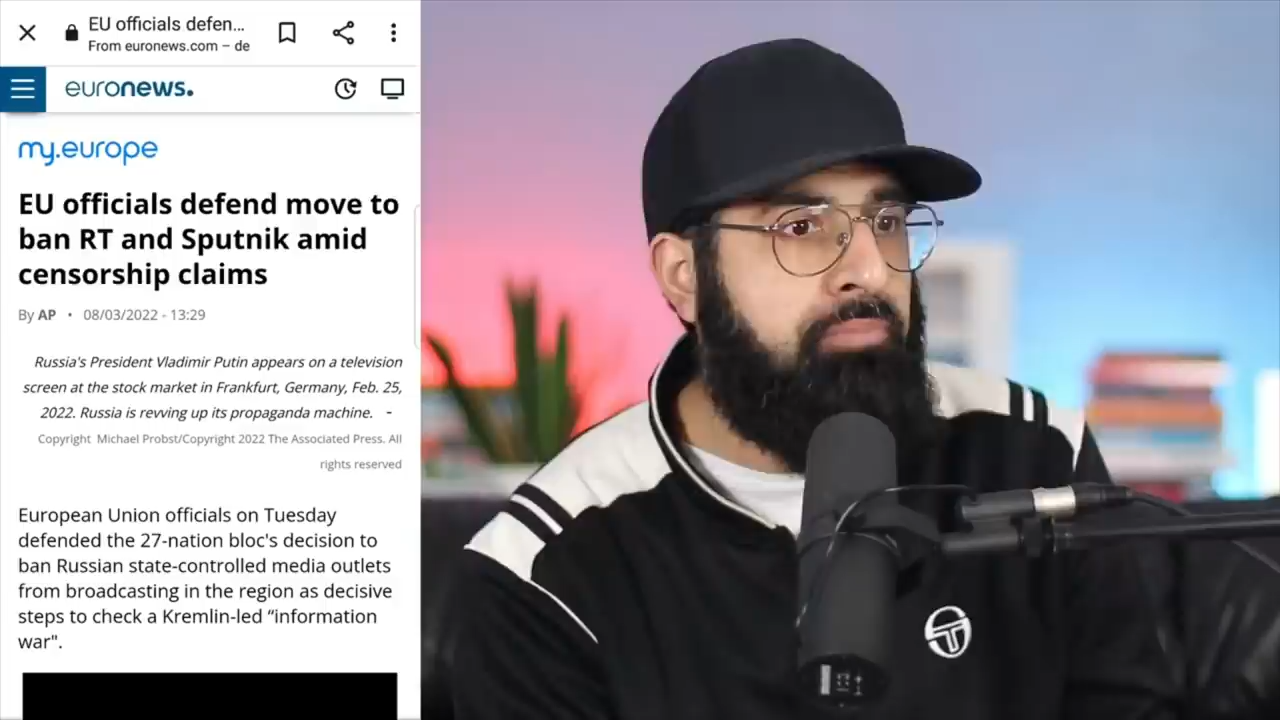 EU officials defen...
From euronews.com – de
euronews.
my.europe
EU officials defend move to
ban RT and Sputnik amid
censorship claims
By AP • 08/03/2022 - 13:29
Russia's President Vladimir Putin appears on a television
screen at the stock market in Frankfurt, Germany, Feb. 25,
2022. Russia is revving up its propaganda machine. -
Copyright Michael Probst/Copyright 2022 The Associated Press. All
rights reserved
European Union officials on Tuesday
defended the 27-nation bloc's decision to
ban Russian state-controlled media outlets
from broadcasting in the region as decisive
steps to check a Kremlin-led “information
war".